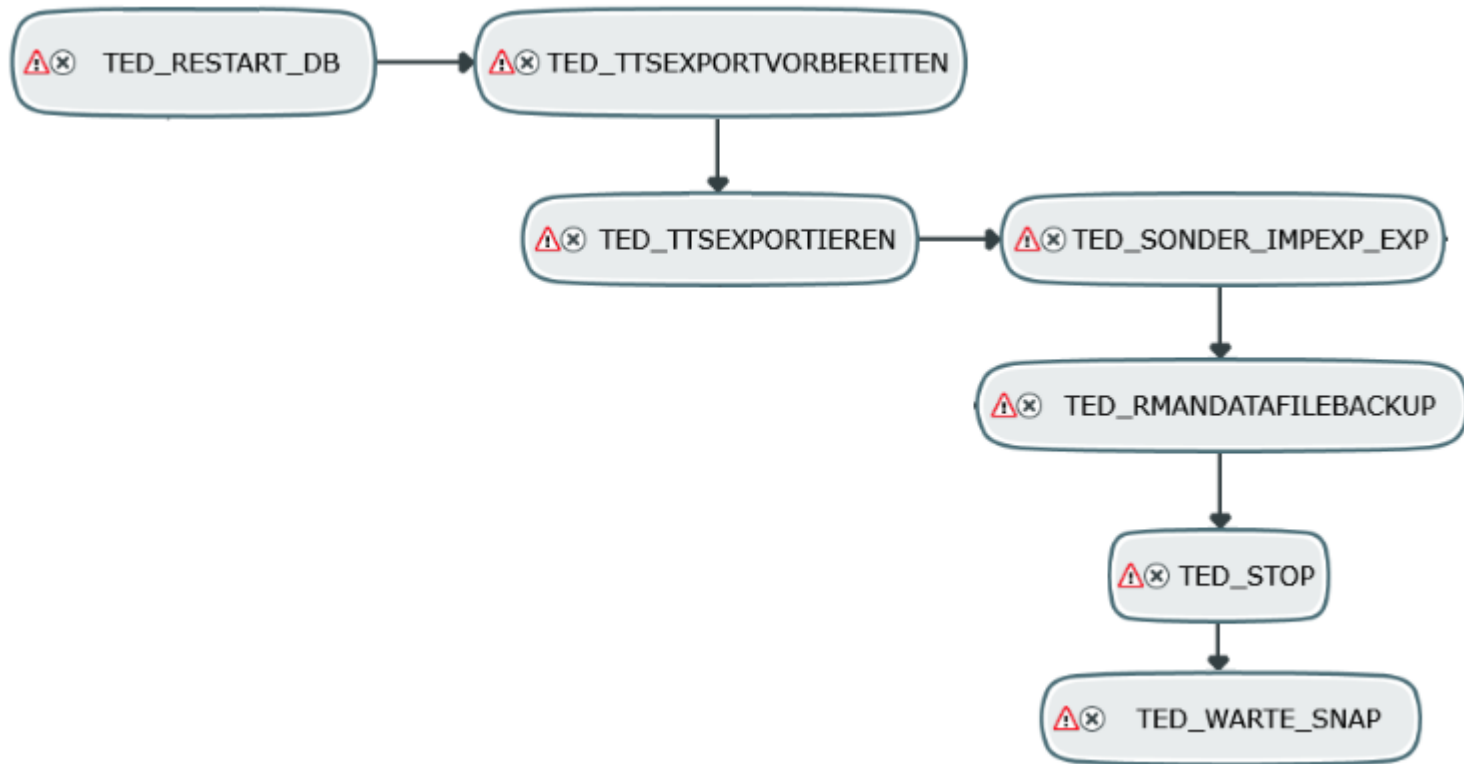 TED_RESTART_DB
TED_TTSEXPORTVORBEREITEN
TED_TTSEXPORTIEREN
TED_SONDER_IMPEXP_EXP
TED_RMANDATAFILEBACKUP
TED_STOP
TED_WARTE_SNAP